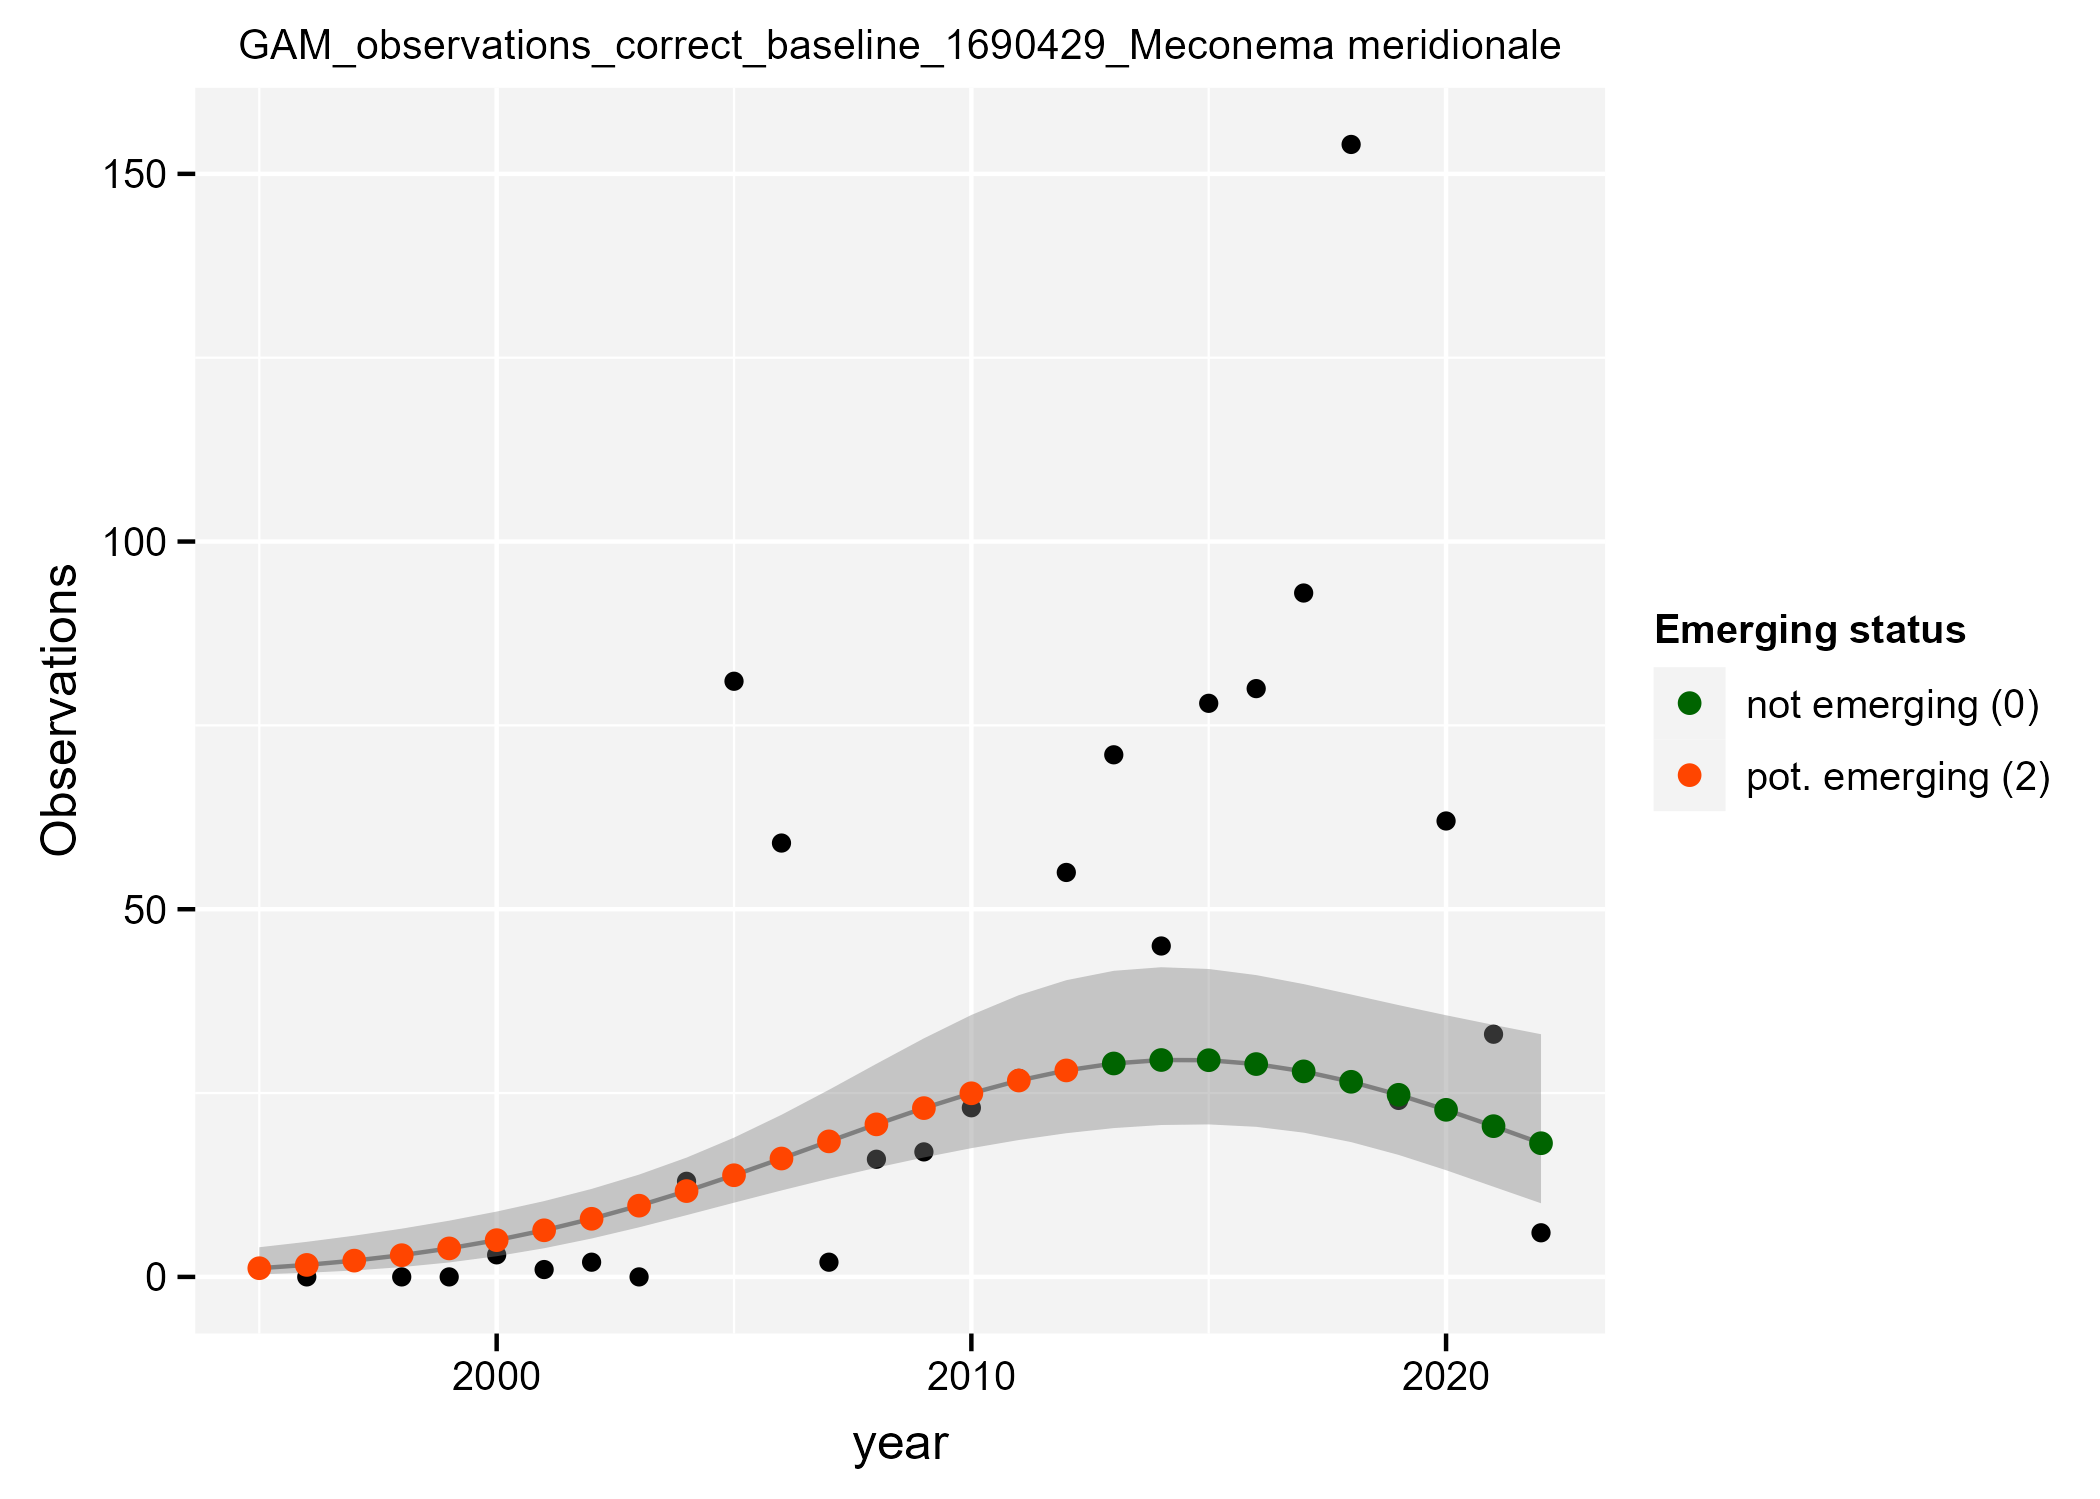 GAM_observations_correct_baseline_1690429_Meconema meridionale
150
100
50
0
Observations
2000
2010
2020
year
Emerging status
not emerging (0)
pot. emerging (2)